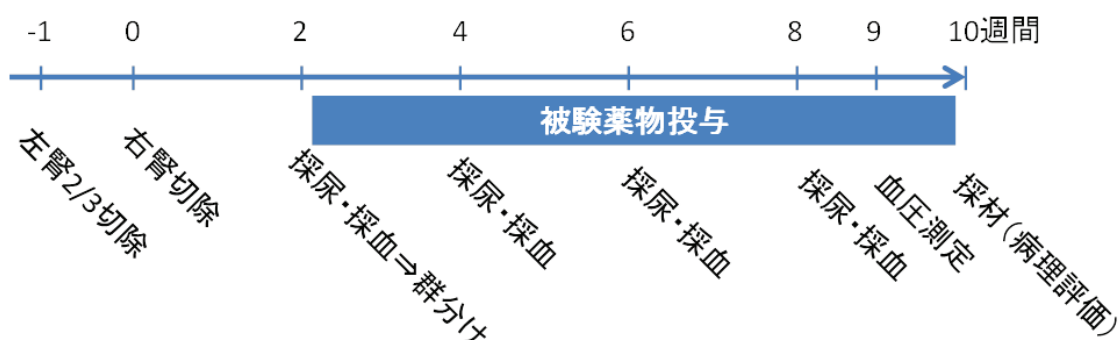 -1 0 2 4 6 8 9 10週間
被験薬物投与
左腎2/3切除
右腎切除
採尿・採血⇒群分け
採尿・採血
採尿・採血
採尿・採血
血圧測定
採材(病理評価)